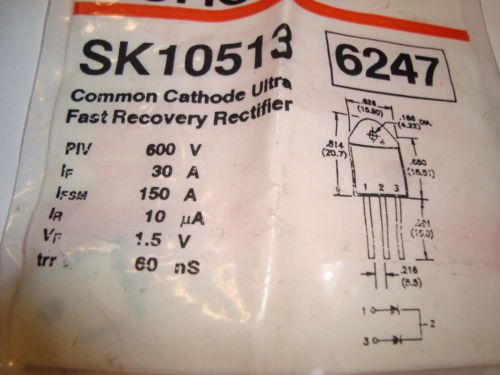 SK10513
6247
Common Cathode Ultra
Fast Recovery Rectifier
PIV 600 V
IF 30 A
IFSM 150 A
IR 10 μA
VF 1.5 V
trr 60 nS
.626
(15.90)
.166 DIA.
(4.22)
.814
(20.7)
.650
(16.51)
1 2 3
(15.0)
.216
(5.5)
1
2
3